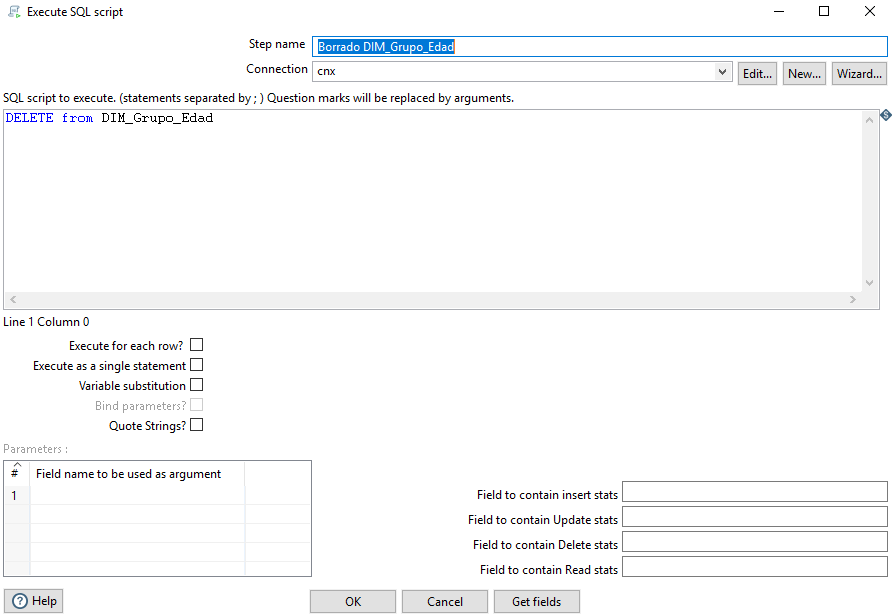 Execute SQL script
Step name Borrado DIM_Grupo_Edad
Connection cnx Edit... New... Wizard...
SQL script to execute. (statements separated by ; ) Question marks will be replaced by arguments.
DELETE from DIM_Grupo_Edad
Line 1 Column 0
Execute for each row?
Execute as a single statement
Variable substitution
Bind parameters?
Quote Strings?
Parameters :
# Field name to be used as argument
1
Field to contain insert stats
Field to contain Update stats
Field to contain Delete stats
Field to contain Read stats
Help OK Cancel Get fields